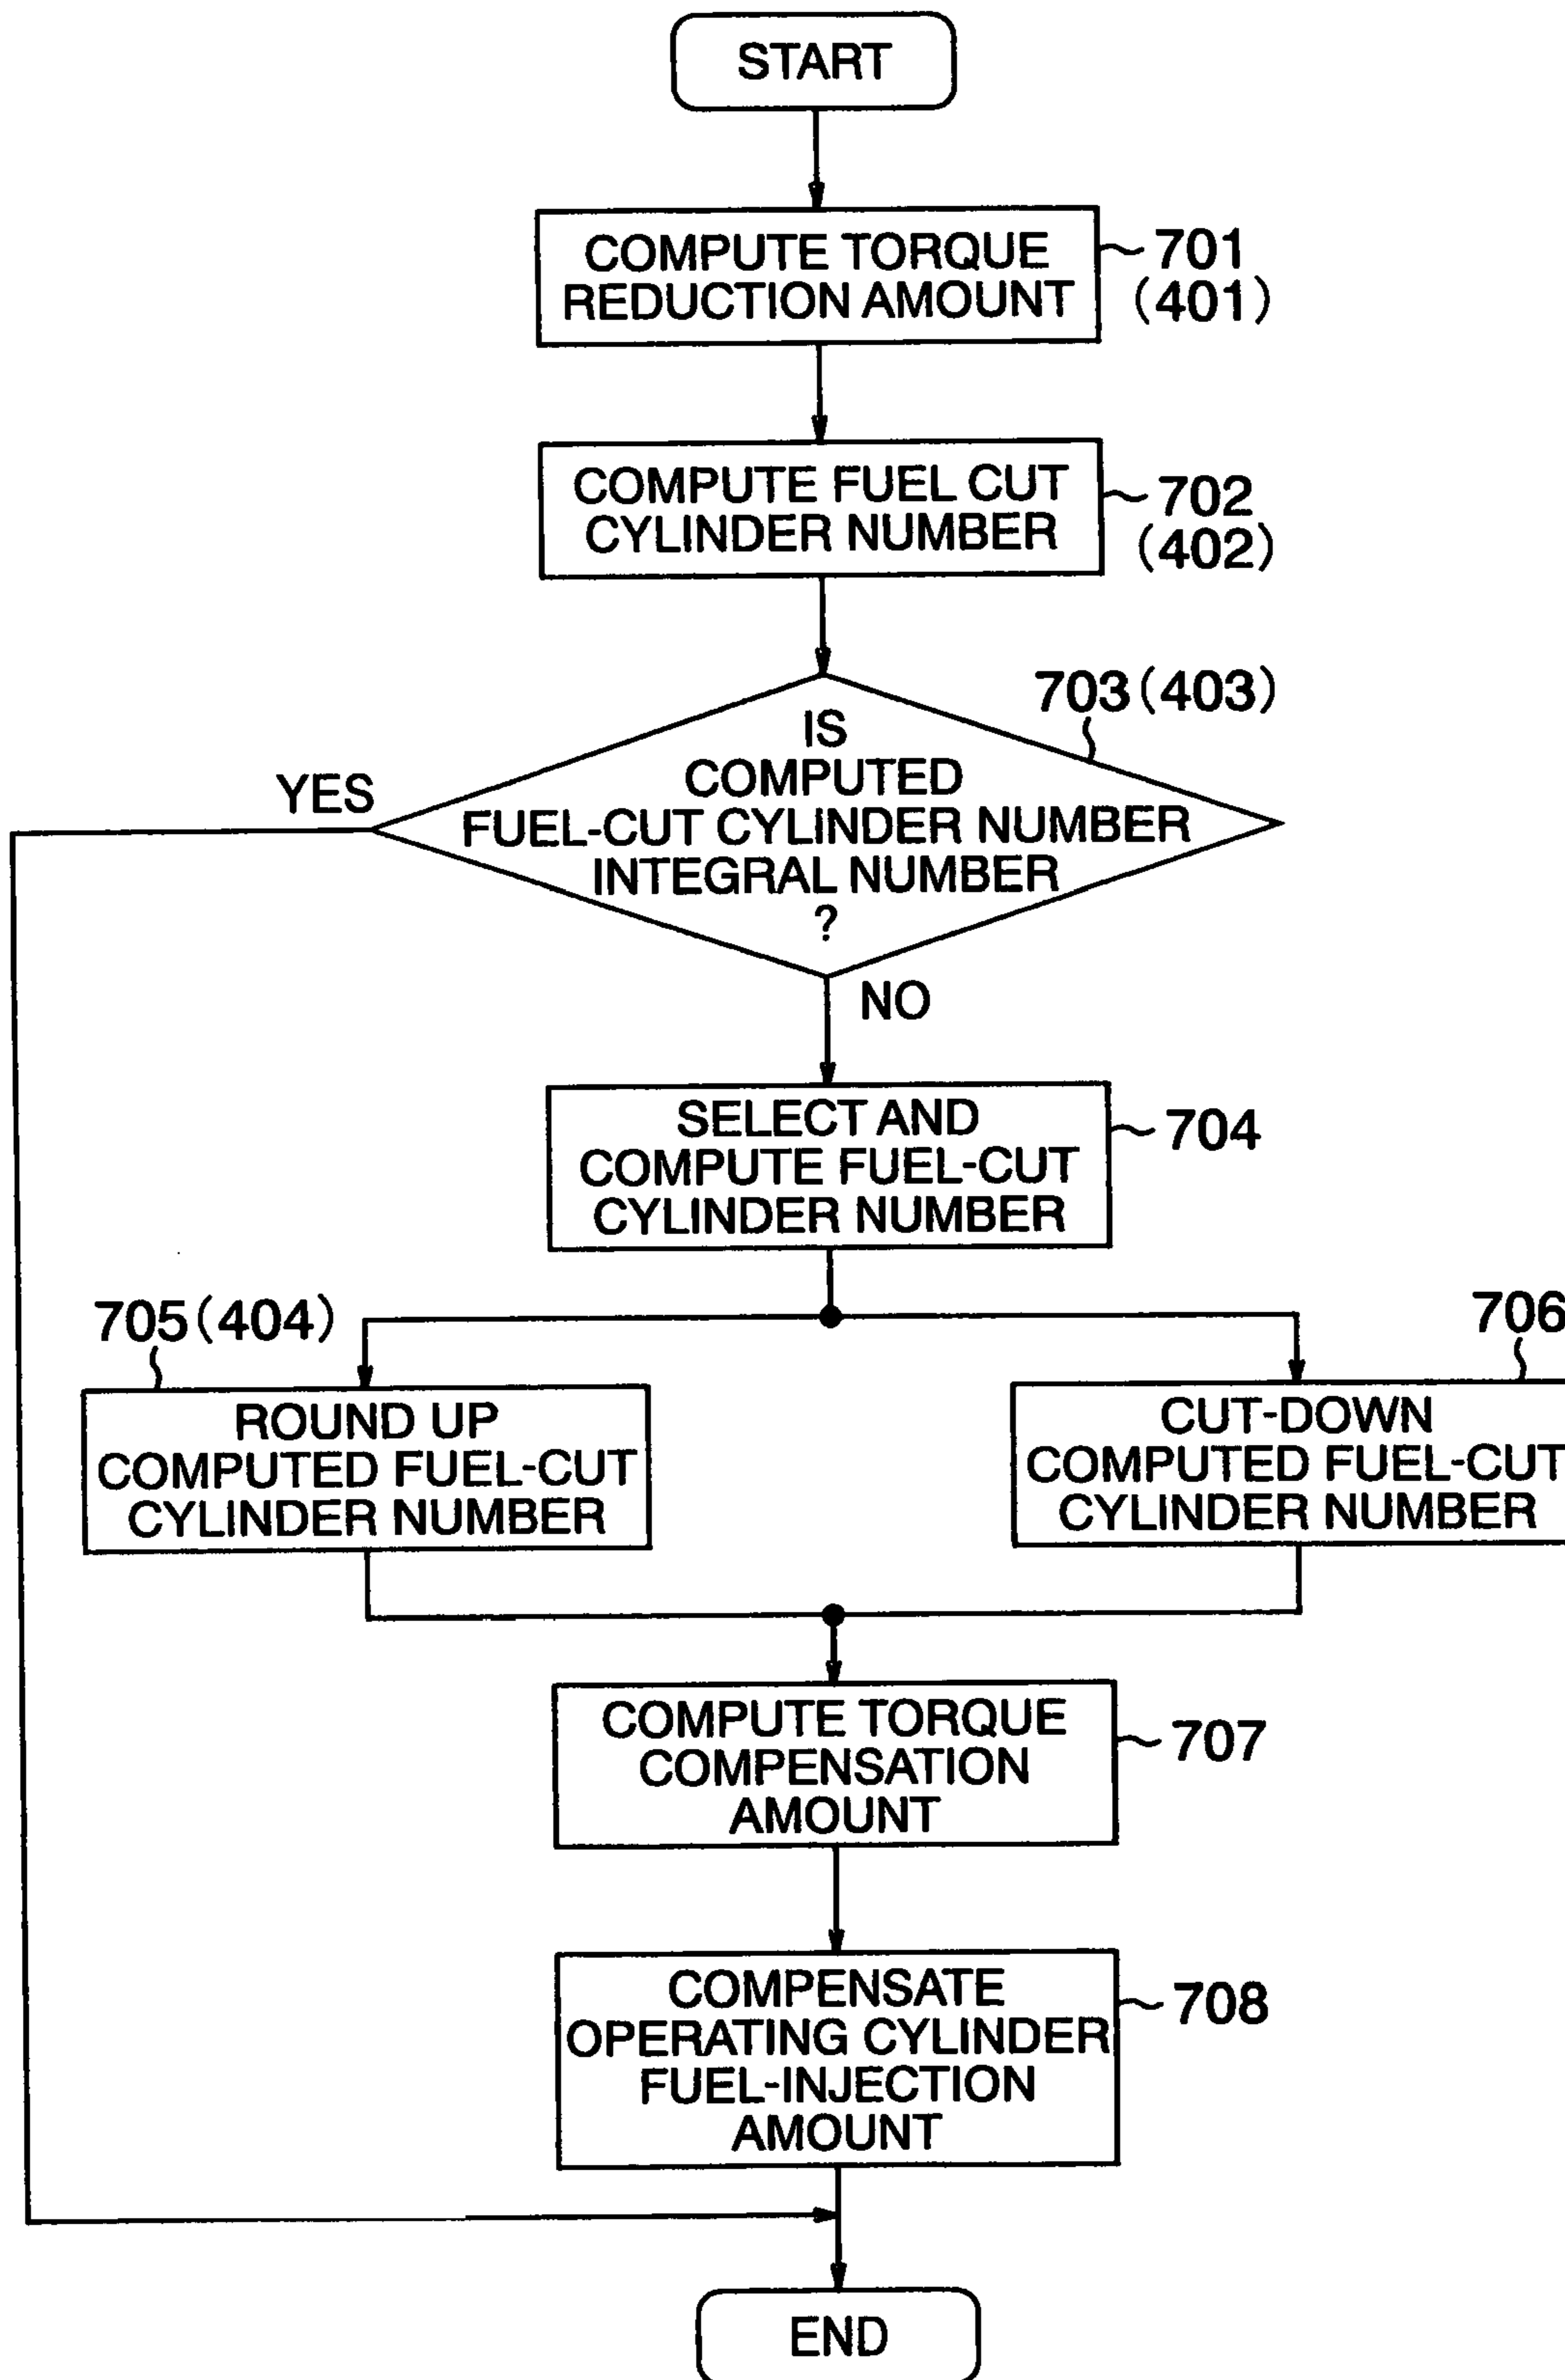 START
COMPUTE TORQUE
REDUCTION AMOUNT
701
(401)
COMPUTE FUEL CUT
CYLINDER NUMBER
702
(402)
703(403)
IS
COMPUTED
FUEL-CUT CYLINDER NUMBER
INTEGRAL NUMBER
?
YES
NO
SELECT AND
COMPUTE FUEL-CUT
CYLINDER NUMBER
704
705(404)
ROUND UP
COMPUTED FUEL-CUT
CYLINDER NUMBER
706
CUT-DOWN
COMPUTED FUEL-CUT
CYLINDER NUMBER
COMPUTE TORQUE
COMPENSATION
AMOUNT
707
COMPENSATE
OPERATING CYLINDER
FUEL-INJECTION
AMOUNT
708
END